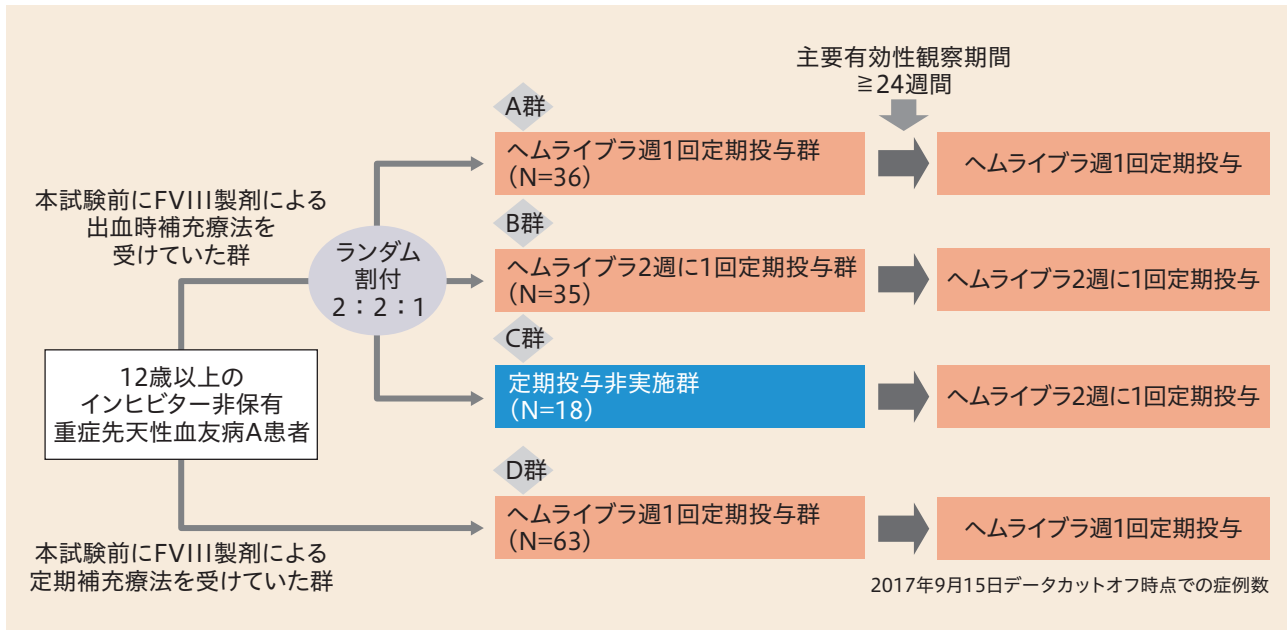 主要有効性観察期間
≧24週間
A群
ヘムライブラ週1回定期投与群
(N=36)
ヘムライブラ週1回定期投与
本試験前にFVIII製剤による
出血時補充療法を
受けていた群
ランダム
割付
2：2：1
B群
ヘムライブラ2週に1回定期投与群
(N=35)
ヘムライブラ2週に1回定期投与
C群
定期投与非実施群
(N=18)
ヘムライブラ2週に1回定期投与
12歳以上の
インヒビター非保有
重症先天性血友病A患者
D群
ヘムライブラ週1回定期投与群
(N=63)
ヘムライブラ週1回定期投与
本試験前にFVIII製剤による
定期補充療法を受けていた群
2017年9月15日データカットオフ時点での症例数